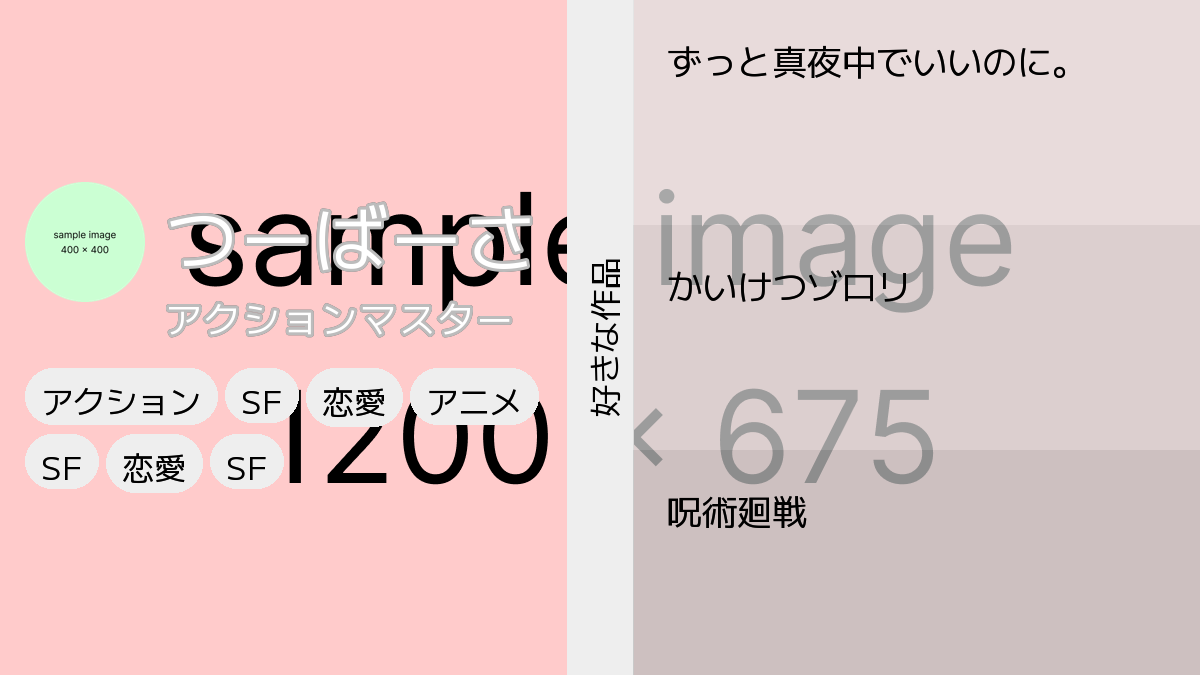 sample image
1200 × 675
sample image
400 × 400
つーばーさ
アクションマスター
アクション
SF
恋愛
アニメ
SF
恋愛
SF
好きな作品
ずっと真夜中でいいのに。
かいけつゾロリ
呪術廻戦